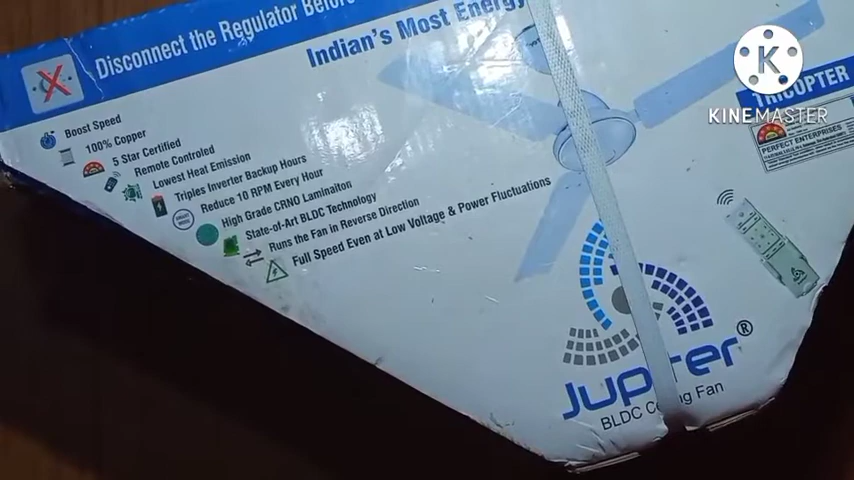 Disconnect the Regulator Before
Indian's Most Energy
KINEMASTER
TRICOPTER
PERFECT ENTERPRISES
Boost Speed
100% Copper
5 Star Certified
Remote Controled
Lowest Heat Emission
Triples Inverter Backup Hours
Reduce 10 RPM Every Hour
High Grade CRNO Laminaiton
State-of-Art BLDC Technology
Runs the Fan in Reverse Direction
Full Speed Even at Low Voltage & Power Fluctuations
Jupiter®
BLDC Fan